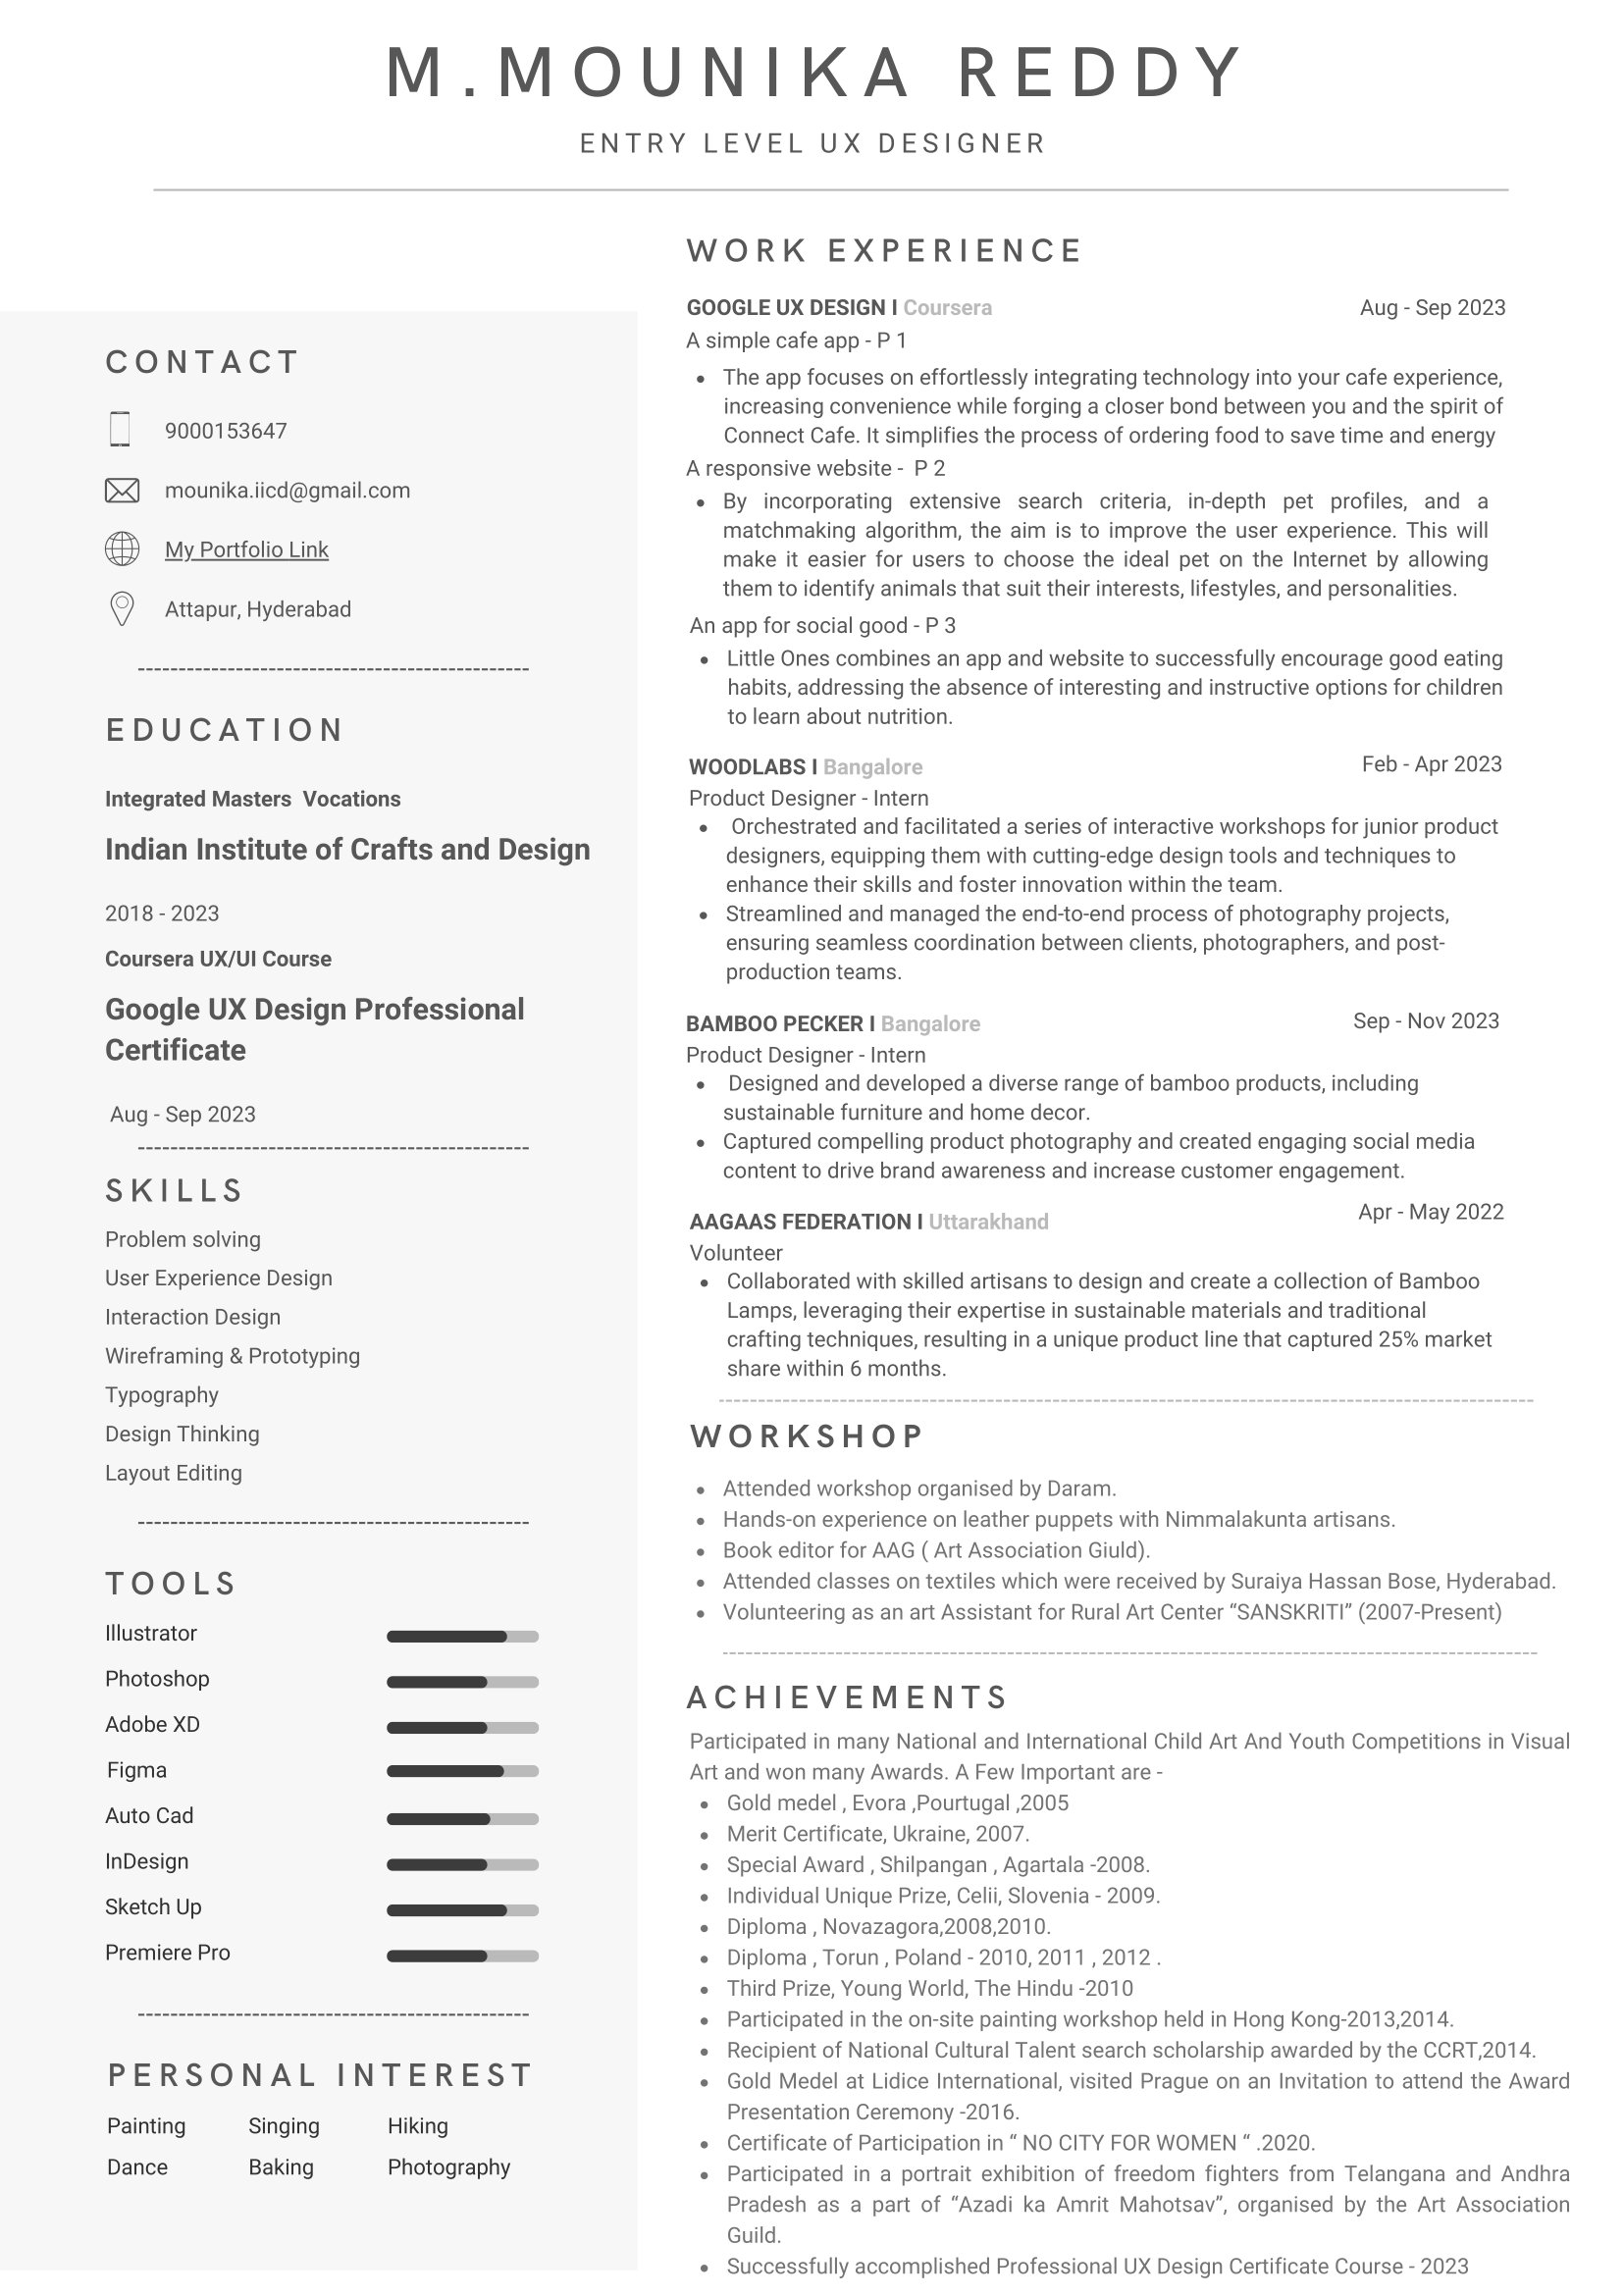 M.MOUNIKA REDDY
ENTRY LEVEL UX DESIGNER
CONTACT
9000153647
mounika.iicd@gmail.com
My Portfolio Link
Attapur, Hyderabad
EDUCATION
Integrated Masters  Vocations
Indian Institute of Crafts and Design
2018 - 2023
Coursera UX/UI Course
Google UX Design Professional
Certificate
Aug - Sep 2023
SKILLS
Problem solving
User Experience Design
Interaction Design
Wireframing & Prototyping
Typography
Design Thinking
Layout Editing
TOOLS
Illustrator
Photoshop
Adobe XD
Figma
Auto Cad
InDesign
Sketch Up
Premiere Pro
PERSONAL INTEREST
Painting Singing Hiking
Dance Baking Photography
WORK EXPERIENCE
GOOGLE UX DESIGN I Coursera Aug - Sep 2023
A simple cafe app - P 1
• The app focuses on effortlessly integrating technology into your cafe experience,
increasing convenience while forging a closer bond between you and the spirit of
Connect Cafe. It simplifies the process of ordering food to save time and energy
A responsive website -  P 2
• By incorporating extensive search criteria, in-depth pet profiles, and a
matchmaking algorithm, the aim is to improve the user experience. This will
make it easier for users to choose the ideal pet on the Internet by allowing
them to identify animals that suit their interests, lifestyles, and personalities.
An app for social good - P 3
• Little Ones combines an app and website to successfully encourage good eating
habits, addressing the absence of interesting and instructive options for children
to learn about nutrition.
WOODLABS I Bangalore Feb - Apr 2023
Product Designer - Intern
• Orchestrated and facilitated a series of interactive workshops for junior product
designers, equipping them with cutting-edge design tools and techniques to
enhance their skills and foster innovation within the team.
• Streamlined and managed the end-to-end process of photography projects,
ensuring seamless coordination between clients, photographers, and post-
production teams.
BAMBOO PECKER I Bangalore Sep - Nov 2023
Product Designer - Intern
• Designed and developed a diverse range of bamboo products, including
sustainable furniture and home decor.
• Captured compelling product photography and created engaging social media
content to drive brand awareness and increase customer engagement.
AAGAAS FEDERATION I Uttarakhand Apr - May 2022
Volunteer
• Collaborated with skilled artisans to design and create a collection of Bamboo
Lamps, leveraging their expertise in sustainable materials and traditional
crafting techniques, resulting in a unique product line that captured 25% market
share within 6 months.
WORKSHOP
• Attended workshop organised by Daram.
• Hands-on experience on leather puppets with Nimmalakunta artisans.
• Book editor for AAG ( Art Association Giuld).
• Attended classes on textiles which were received by Suraiya Hassan Bose, Hyderabad.
• Volunteering as an art Assistant for Rural Art Center “SANSKRITI” (2007-Present)
ACHIEVEMENTS
Participated in many National and International Child Art And Youth Competitions in Visual
Art and won many Awards. A Few Important are -
• Gold medel , Evora ,Pourtugal ,2005
• Merit Certificate, Ukraine, 2007.
• Special Award , Shilpangan , Agartala -2008.
• Individual Unique Prize, Celii, Slovenia - 2009.
• Diploma , Novazagora,2008,2010.
• Diploma , Torun , Poland - 2010, 2011 , 2012 .
• Third Prize, Young World, The Hindu -2010
• Participated in the on-site painting workshop held in Hong Kong-2013,2014.
• Recipient of National Cultural Talent search scholarship awarded by the CCRT,2014.
• Gold Medel at Lidice International, visited Prague on an Invitation to attend the Award
Presentation Ceremony -2016.
• Certificate of Participation in “ NO CITY FOR WOMEN “ .2020.
• Participated in a portrait exhibition of freedom fighters from Telangana and Andhra
Pradesh as a part of “Azadi ka Amrit Mahotsav”, organised by the Art Association
Guild.
• Successfully accomplished Professional UX Design Certificate Course - 2023